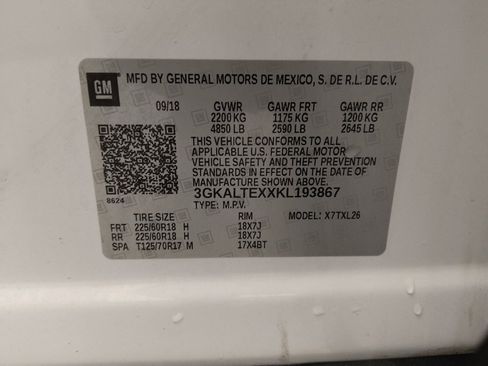 GM
MFD BY GENERAL MOTORS DE MEXICO, S. DE R.L. DE C.V.
09/18 GVWR GAWR FRT GAWR RR
2200 KG 1175 KG 1200 KG
4850 LB 2590 LB 2645 LB
THIS VEHICLE CONFORMS TO ALL
APPLICABLE U.S. FEDERAL MOTOR
VEHICLE SAFETY AND THEFT PREVENTION
STANDARDS IN EFFECT ON THE DATE OF
MANUFACTURE SHOWN ABOVE.
8624 3GKALTEXXKL193867
TYPE: M.P.V. MODEL: X7TXL26
TIRE SIZE RIM
FRT 225/60R18 H 18X7J
RR 225/60R18 H 18X7J
SPA T125/70R17 M 17X4BT